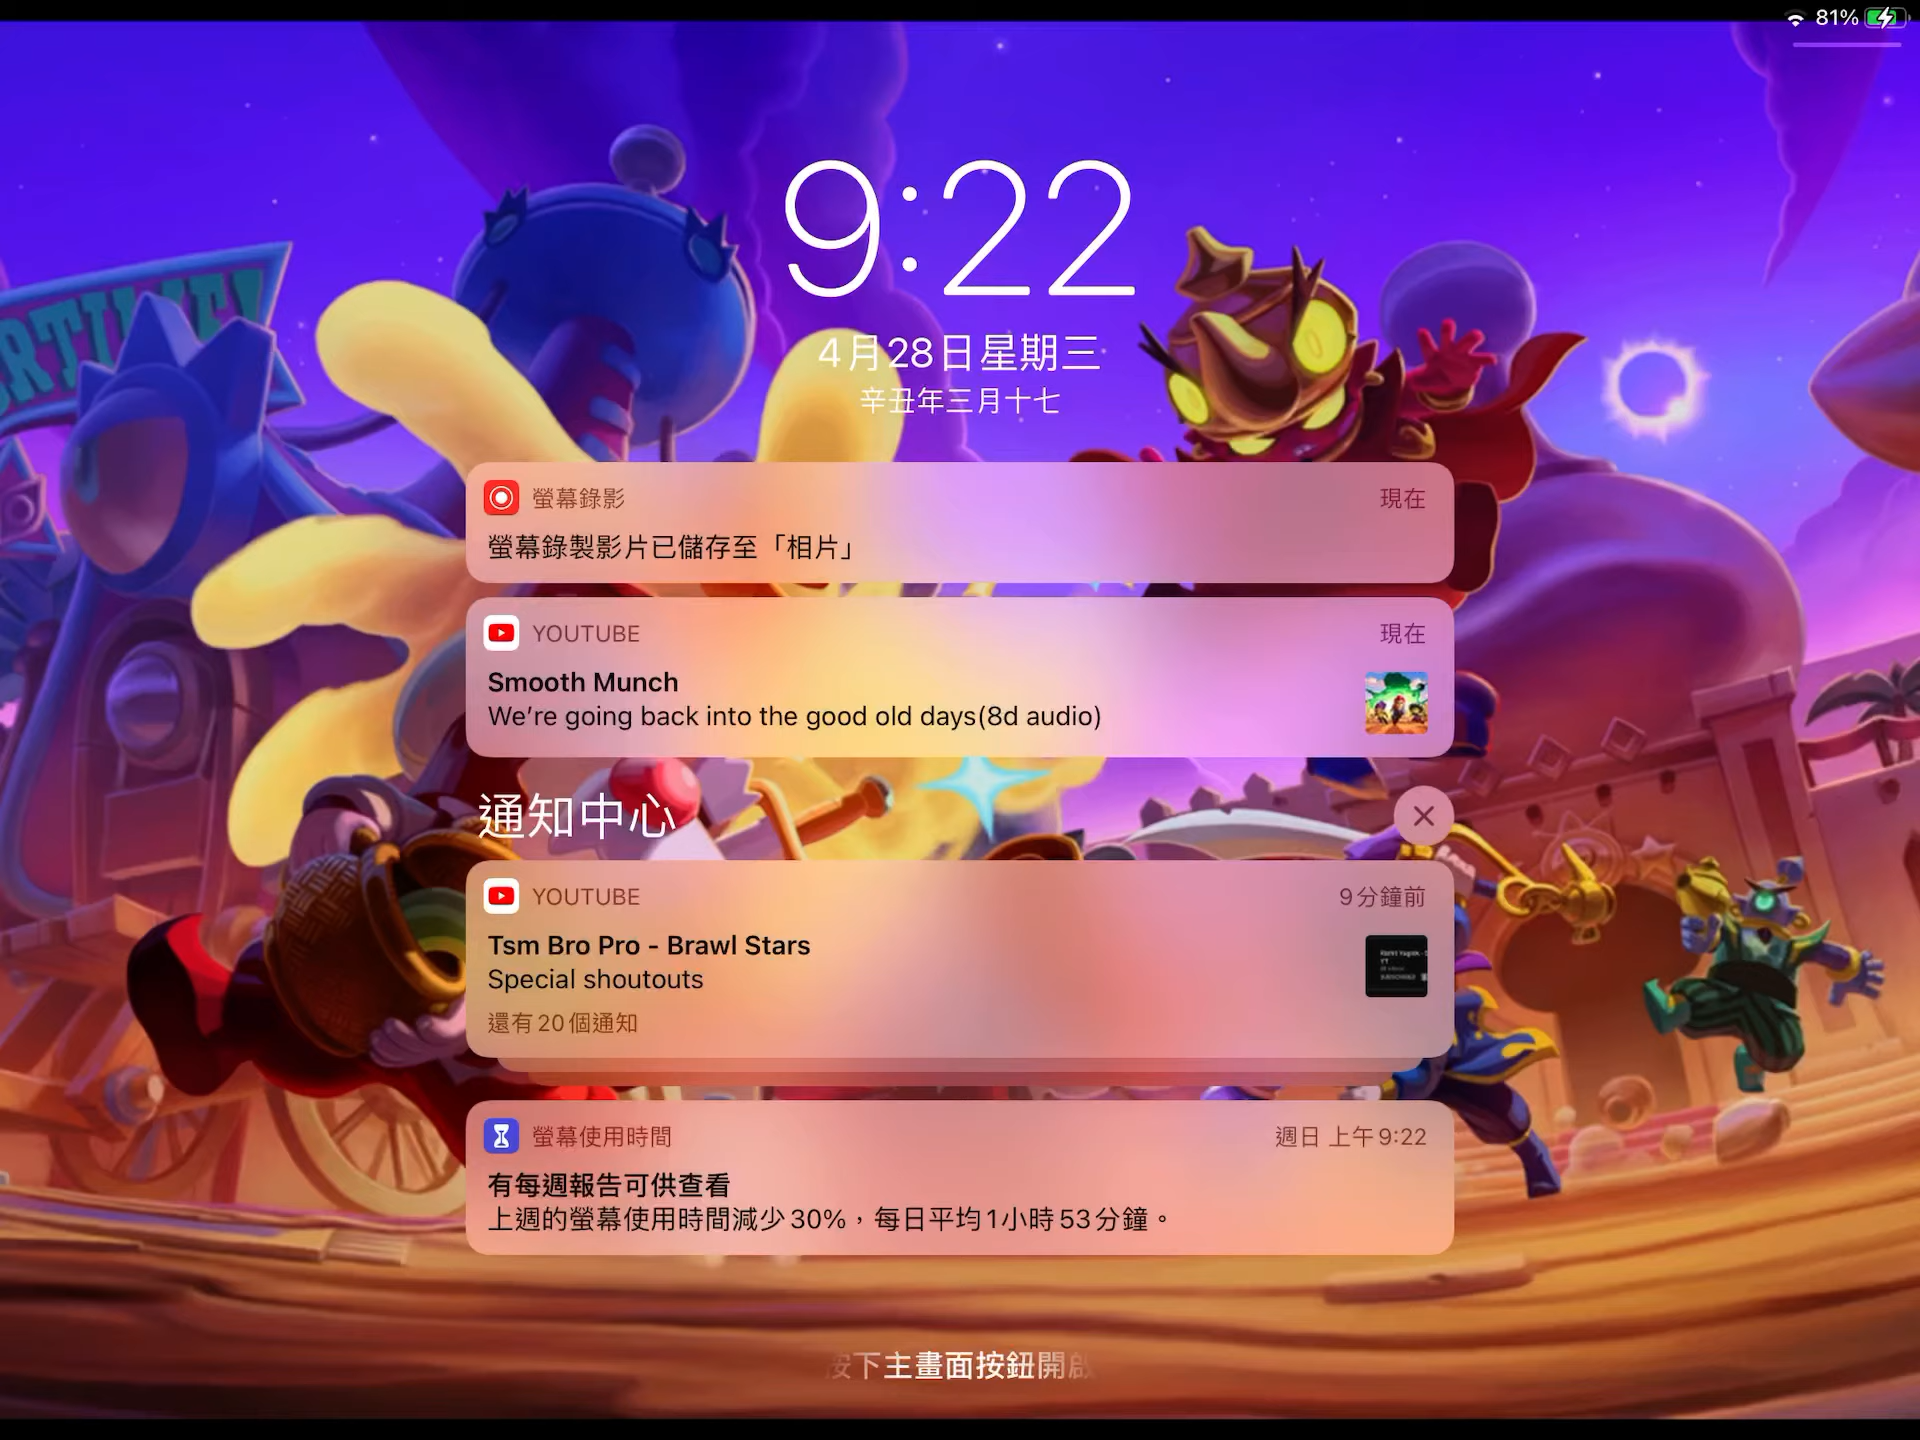 81%
9:22
4月28日星期三
辛丑年三月十七
螢幕錄影 現在
螢幕錄製影片已儲存至「相片」
YOUTUBE 現在
Smooth Munch
We're going back into the good old days(8d audio)
通知中心
YOUTUBE 9分鐘前
Tsm Bro Pro - Brawl Stars
Special shoutouts
還有20個通知
螢幕使用時間 週日 上午9:22
有每週報告可供查看
上週的螢幕使用時間減少30%，每日平均1小時53分鐘。
按下主畫面按鈕開啟